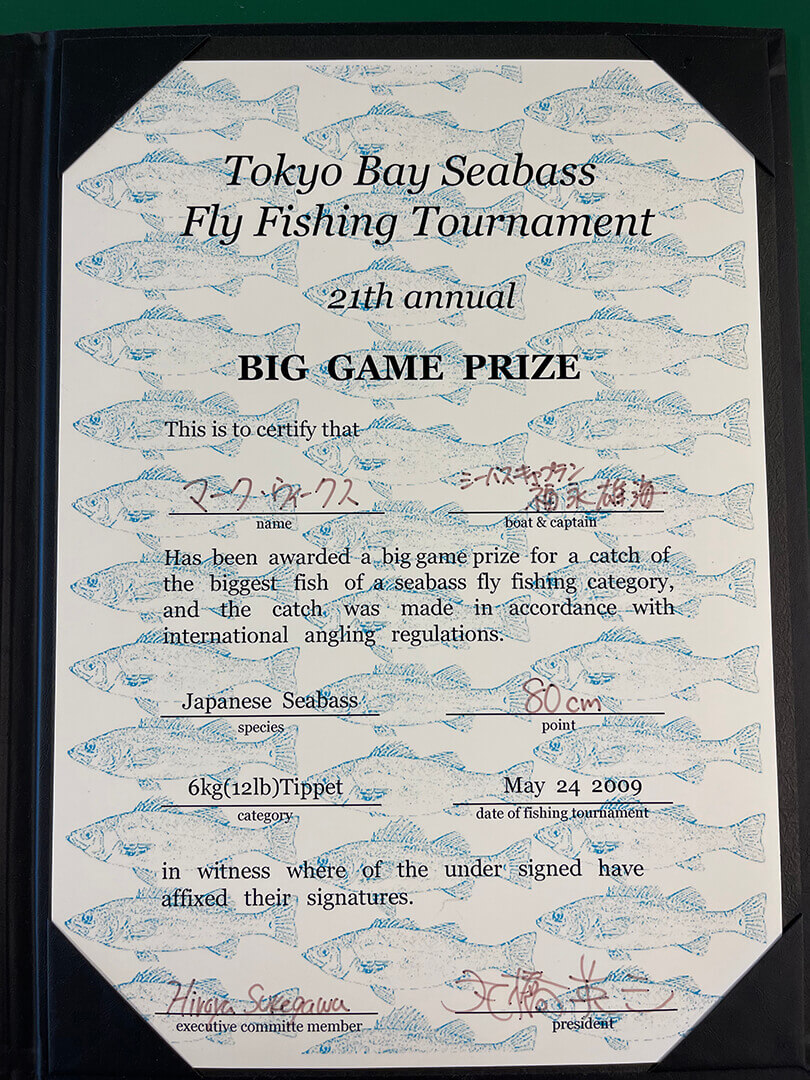 Tokyo Bay Seabass
Fly Fishing Tournament
21th annual
BIG GAME PRIZE
This is to certify that
マーク・ウィークス
シーバスキャプテン
福永 雄海
name
boat & captain
Has been awarded a big game prize for a catch of
the biggest fish of a seabass fly fishing category,
and the catch was made in accordance with
international angling regulations.
Japanese Seabass
80cm
species
point
6kg(12lb)Tippet
May 24 2009
category
date of fishing tournament
in witness where of the under signed have
affixed their signatures.
Hiroya Sukegawa
executive committe member
president